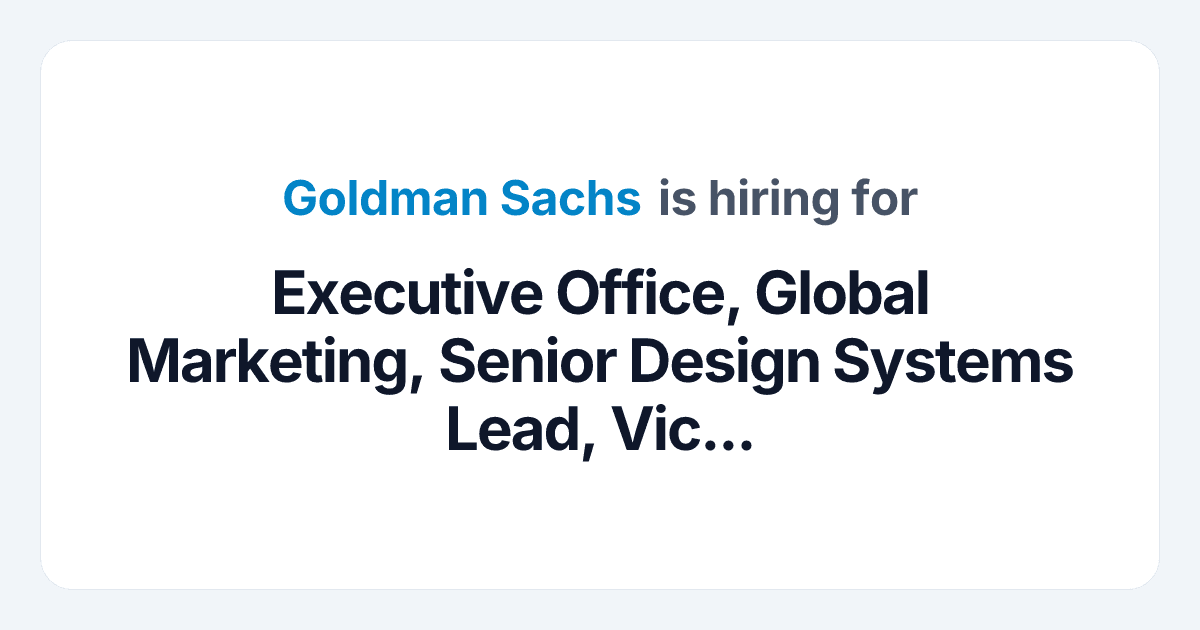 Goldman Sachs is hiring for
Executive Office, Global
Marketing, Senior Design Systems
Lead, Vic...